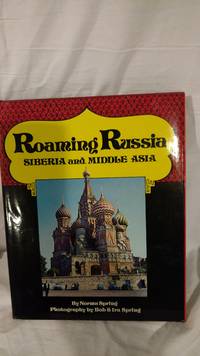 Roaming Russia
SIBERIA and MIDDLE ASIA
By Norma Spring
Photography by Bob & Ira Spring